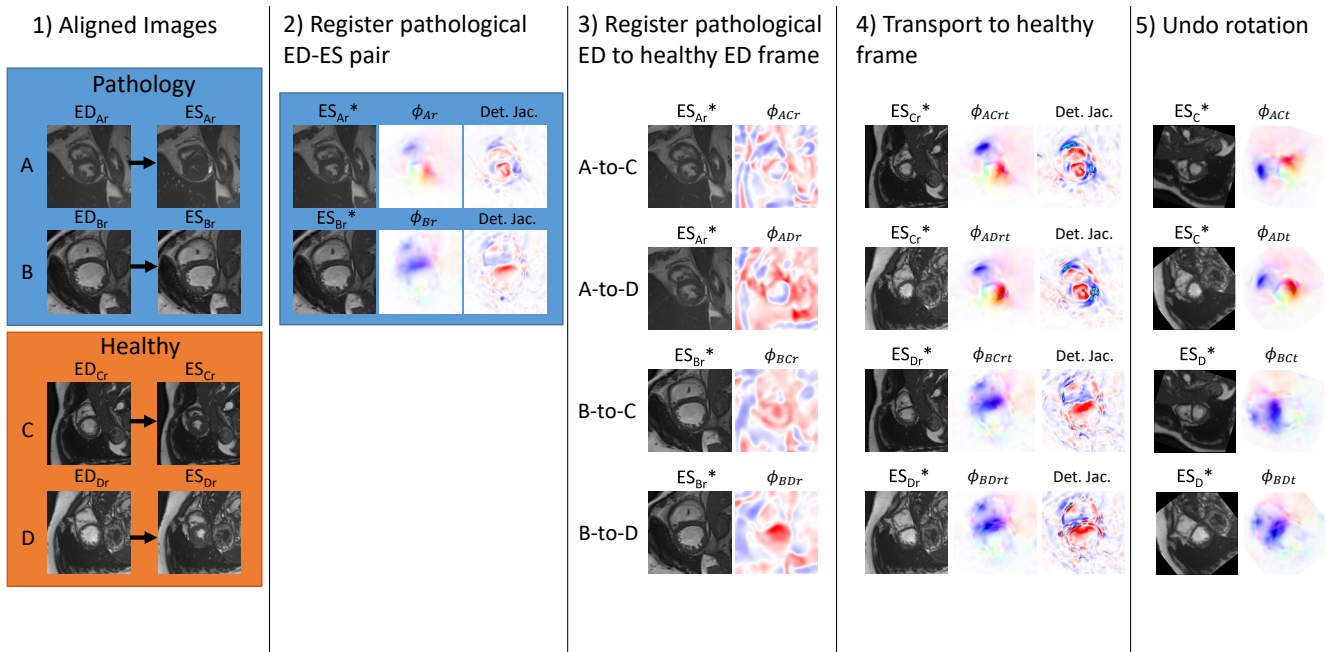 1) Aligned Images
Pathology
ED_Ar ES_Ar
A
ED_Br ES_Br
B
Healthy
ED_Cr ES_Cr
C
ED_Dr ES_Dr
D
2) Register pathological
ED-ES pair
ES_Ar* ϕ_Ar Det. Jac.
ES_Br* ϕ_Br Det. Jac.
3) Register pathological
ED to healthy ED frame
ES_Ar* ϕ_ACr
A-to-C
ES_Ar* ϕ_ADr
A-to-D
ES_Br* ϕ_BCr
B-to-C
ES_Br* ϕ_BDr
B-to-D
4) Transport to healthy
frame
ES_Cr* ϕ_ACrt Det. Jac.
ES_Cr* ϕ_ADrt Det. Jac.
ES_Dr* ϕ_BCrt Det. Jac.
ES_Dr* ϕ_BDrt Det. Jac.
5) Undo rotation
ES_C* ϕ_ACt
ES_C* ϕ_ADt
ES_D* ϕ_BCt
ES_D* ϕ_BDt